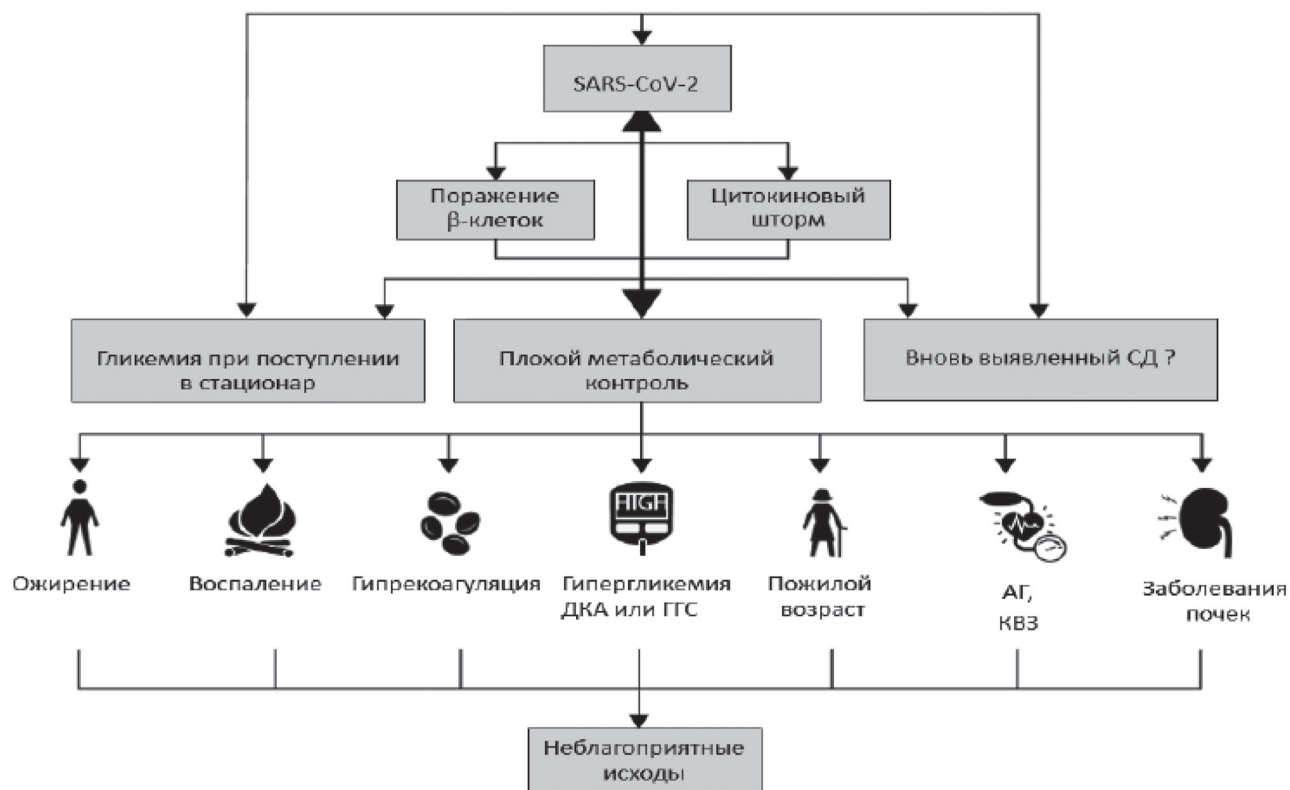 SARS-CoV-2
Поражение
β-клеток
Цитокиновый
шторм
Гликемия при поступлении
в стационар
Плохой метаболический
контроль
Вновь выявленный СД ?
HIGH
Ожирение
Воспаление
Гипрекоагуляция
Гипергликемия
ДКА или ГГС
Пожилой
возраст
АГ,
КВЗ
Заболевания
почек
Неблагоприятные
исходы